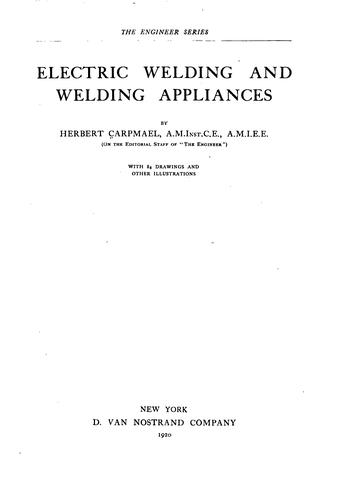 THE ENGINEER SERIES
ELECTRIC WELDING AND
WELDING APPLIANCES
BY
HERBERT CARPMAEL, A.M.INST.C.E., A.M.I.E.E.
(ON THE EDITORIAL STAFF OF "THE ENGINEER")
WITH 84 DRAWINGS AND
OTHER ILLUSTRATIONS
NEW YORK
D. VAN NOSTRAND COMPANY
1920